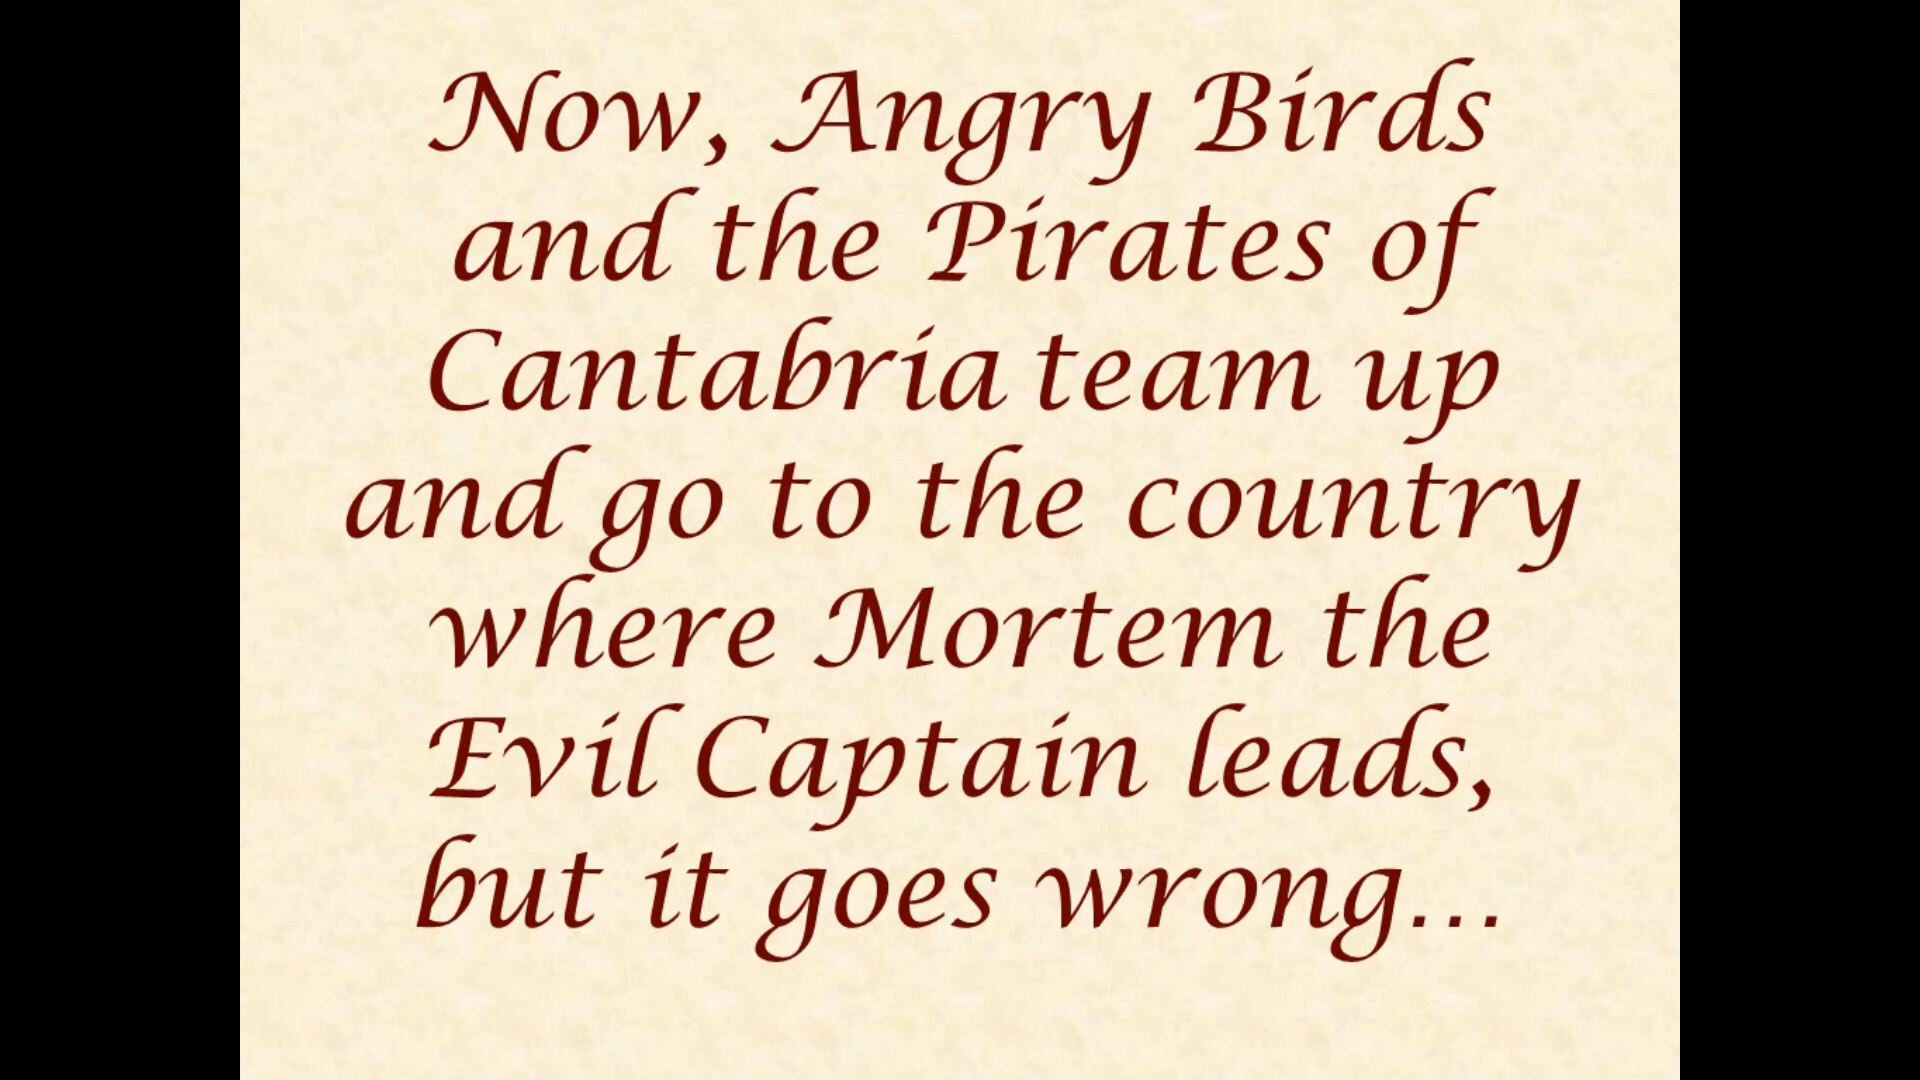 Now, Angry Birds
and the Pirates of
Cantabria team up
and go to the country
where Mortem the
Evil Captain leads,
but it goes wrong...